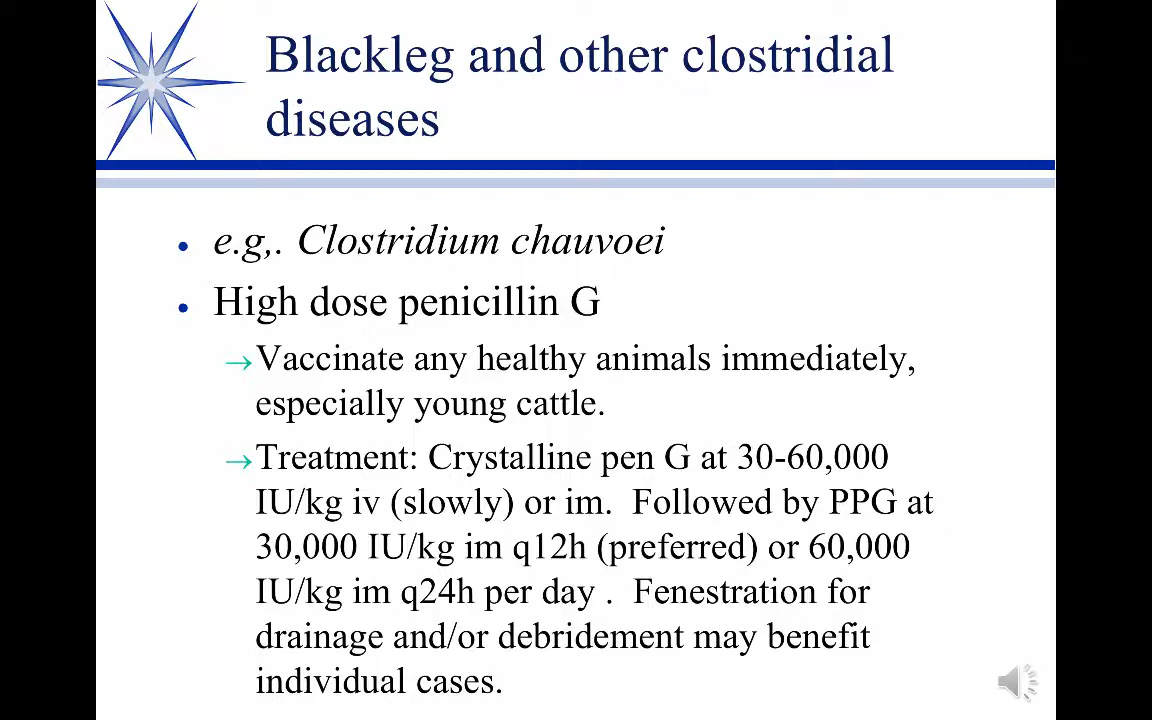 Blackleg and other clostridial
diseases
• e.g,. Clostridium chauvoei
• High dose penicillin G
→Vaccinate any healthy animals immediately,
especially young cattle.
→Treatment: Crystalline pen G at 30-60,000
IU/kg iv (slowly) or im.  Followed by PPG at
30,000 IU/kg im q12h (preferred) or 60,000
IU/kg im q24h per day .  Fenestration for
drainage and/or debridement may benefit
individual cases.